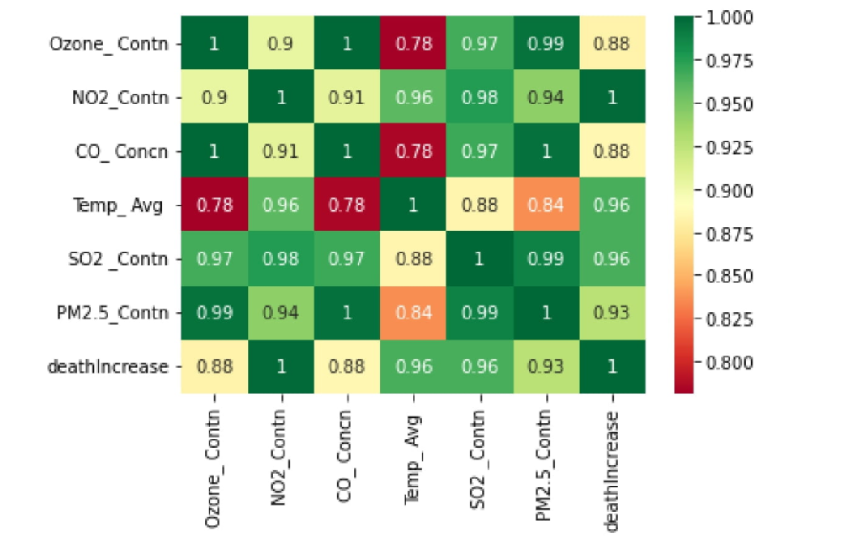 Ozone_ Contn 1 0.9 1 0.78 0.97 0.99 0.88
NO2_Contn 0.9 1 0.91 0.96 0.98 0.94 1
CO_ Concn 1 0.91 1 0.78 0.97 1 0.88
Temp_ Avg 0.78 0.96 0.78 1 0.88 0.84 0.96
SO2 _Contn 0.97 0.98 0.97 0.88 1 0.99 0.96
PM2.5_Contn 0.99 0.94 1 0.84 0.99 1 0.93
deathIncrease 0.88 1 0.88 0.96 0.96 0.93 1
Ozone_ Contn
NO2_Contn
CO_ Concn
Temp_ Avg
SO2 _Contn
PM2.5_Contn
deathIncrease
1.000
0.975
0.950
0.925
0.900
0.875
0.850
0.825
0.800